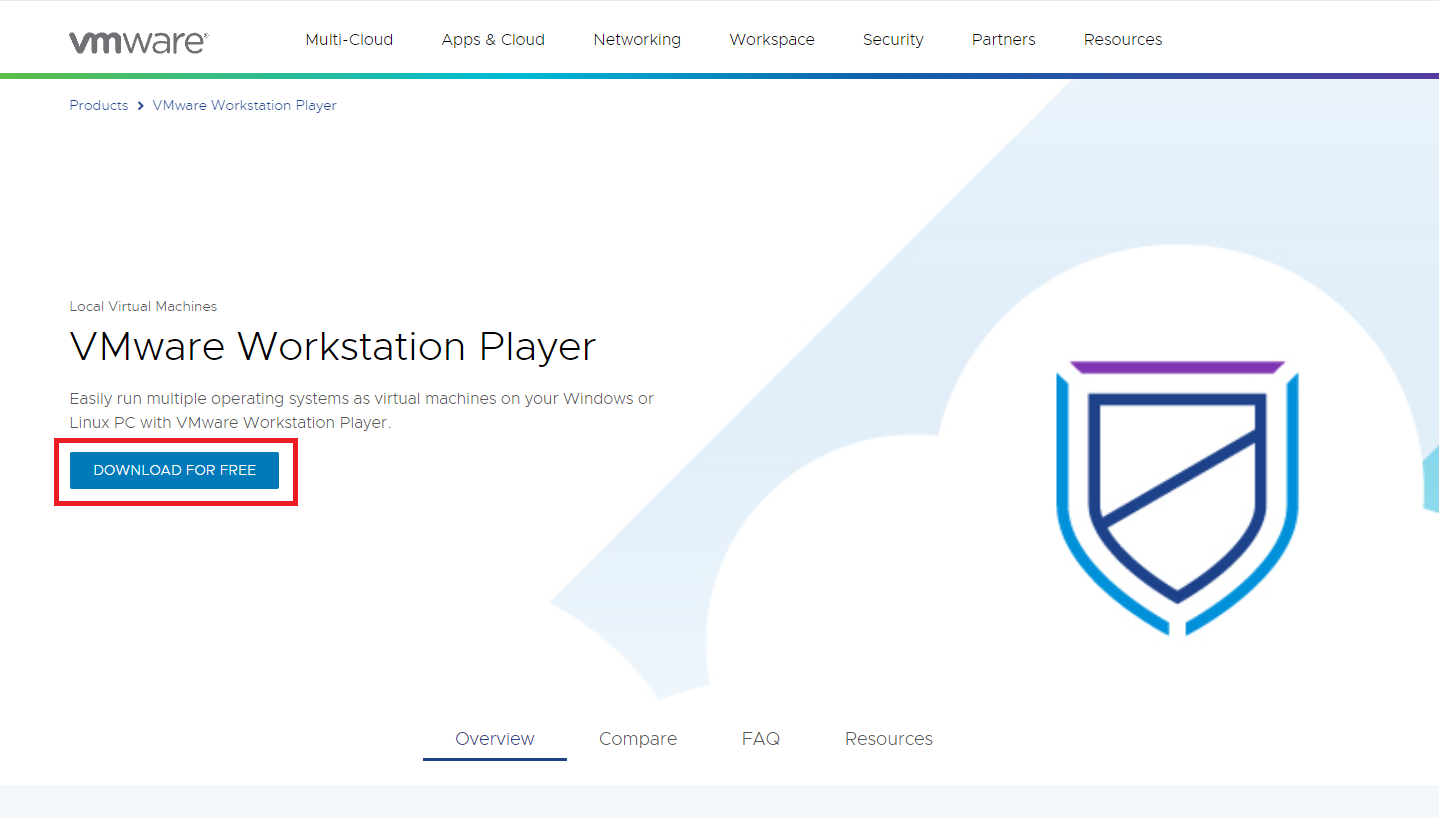 vmware®
Multi-Cloud Apps & Cloud Networking Workspace Security Partners Resources
Products > VMware Workstation Player
Local Virtual Machines
VMware Workstation Player
Easily run multiple operating systems as virtual machines on your Windows or
Linux PC with VMware Workstation Player.
DOWNLOAD FOR FREE
Overview Compare FAQ Resources